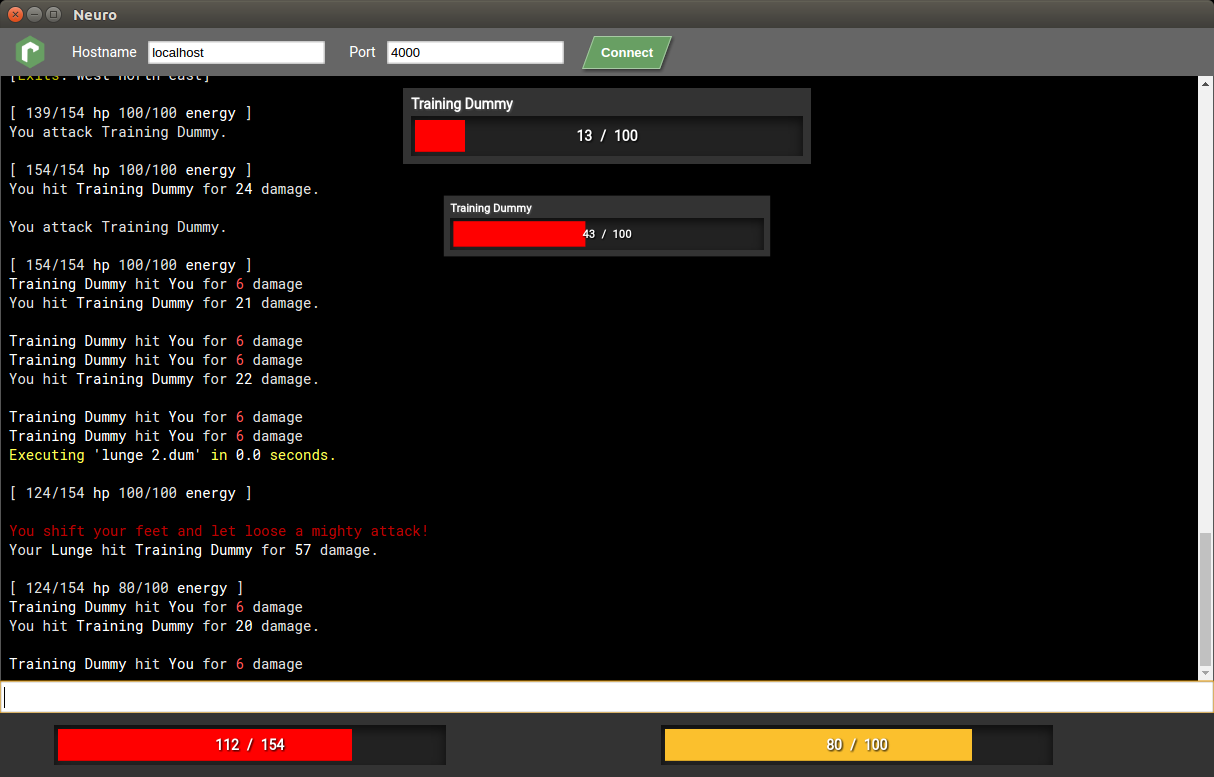 Neuro
Hostname localhost Port 4000 Connect
[Exits: west north east]
[ 139/154 hp 100/100 energy ]
You attack Training Dummy.
[ 154/154 hp 100/100 energy ]
You hit Training Dummy for 24 damage.
You attack Training Dummy.
[ 154/154 hp 100/100 energy ]
Training Dummy hit You for 6 damage
You hit Training Dummy for 21 damage.
Training Dummy hit You for 6 damage
Training Dummy hit You for 6 damage
You hit Training Dummy for 22 damage.
Training Dummy hit You for 6 damage
Training Dummy hit You for 6 damage
Executing 'lunge 2.dum' in 0.0 seconds.
[ 124/154 hp 100/100 energy ]
You shift your feet and let loose a mighty attack!
Your Lunge hit Training Dummy for 57 damage.
[ 124/154 hp 80/100 energy ]
Training Dummy hit You for 6 damage
You hit Training Dummy for 20 damage.
Training Dummy hit You for 6 damage
Training Dummy
13 / 100
Training Dummy
43 / 100
112 / 154
80 / 100